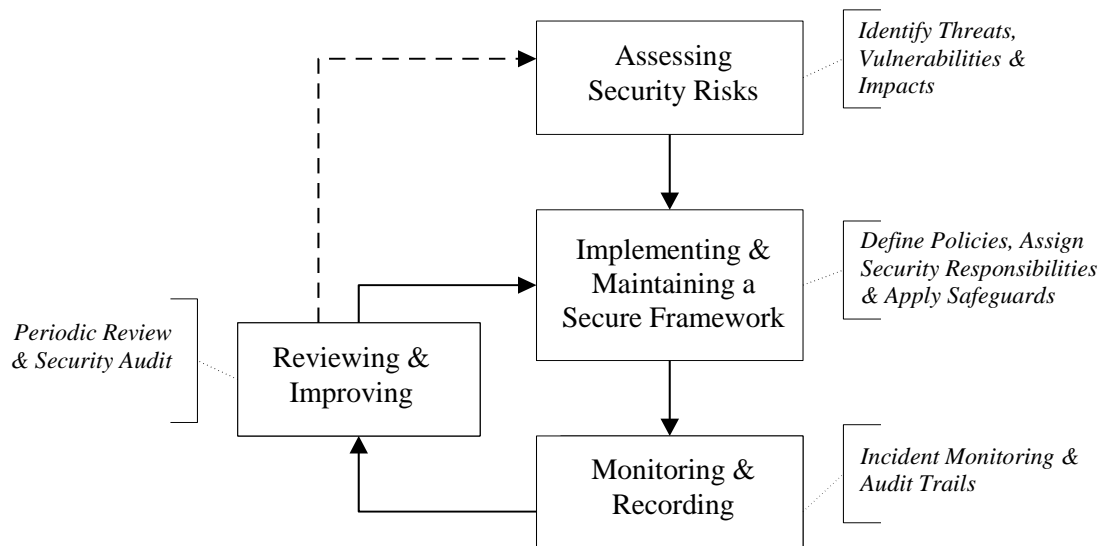 Assessing
Security Risks
Identify Threats,
Vulnerabilities &
Impacts
Implementing &
Maintaining a
Secure Framework
Define Policies, Assign
Security Responsibilities
& Apply Safeguards
Periodic Review
& Security Audit
Reviewing &
Improving
Monitoring &
Recording
Incident Monitoring &
Audit Trails